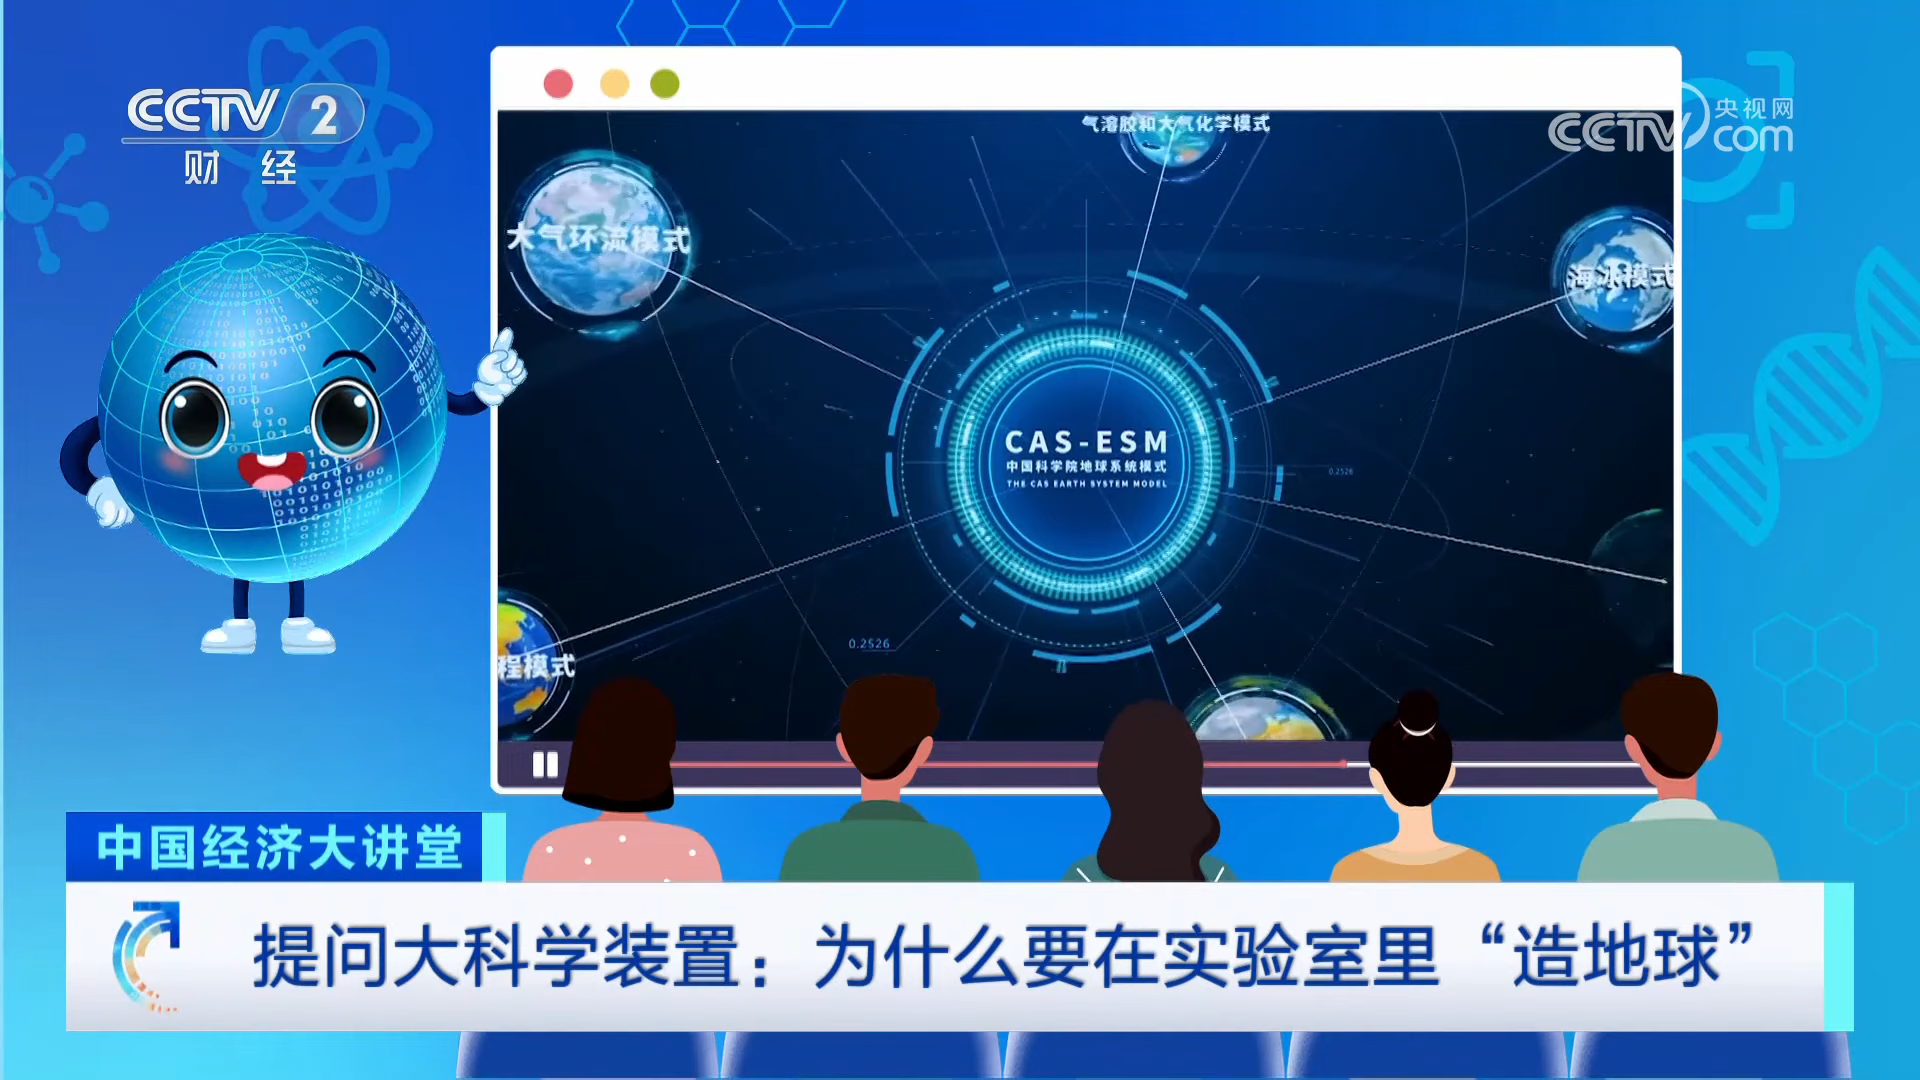 CCTV 2
财 经
央视网
CCTV com
气溶胶和大气化学模式
大气环流模式
海冰模式
CAS-ESM
中国科学院地球系统模式
THE CAS EARTH SYSTEM MODEL
0.2526
0.2526
程模式
中国经济大讲堂
提问大科学装置：为什么要在实验室里“造地球”